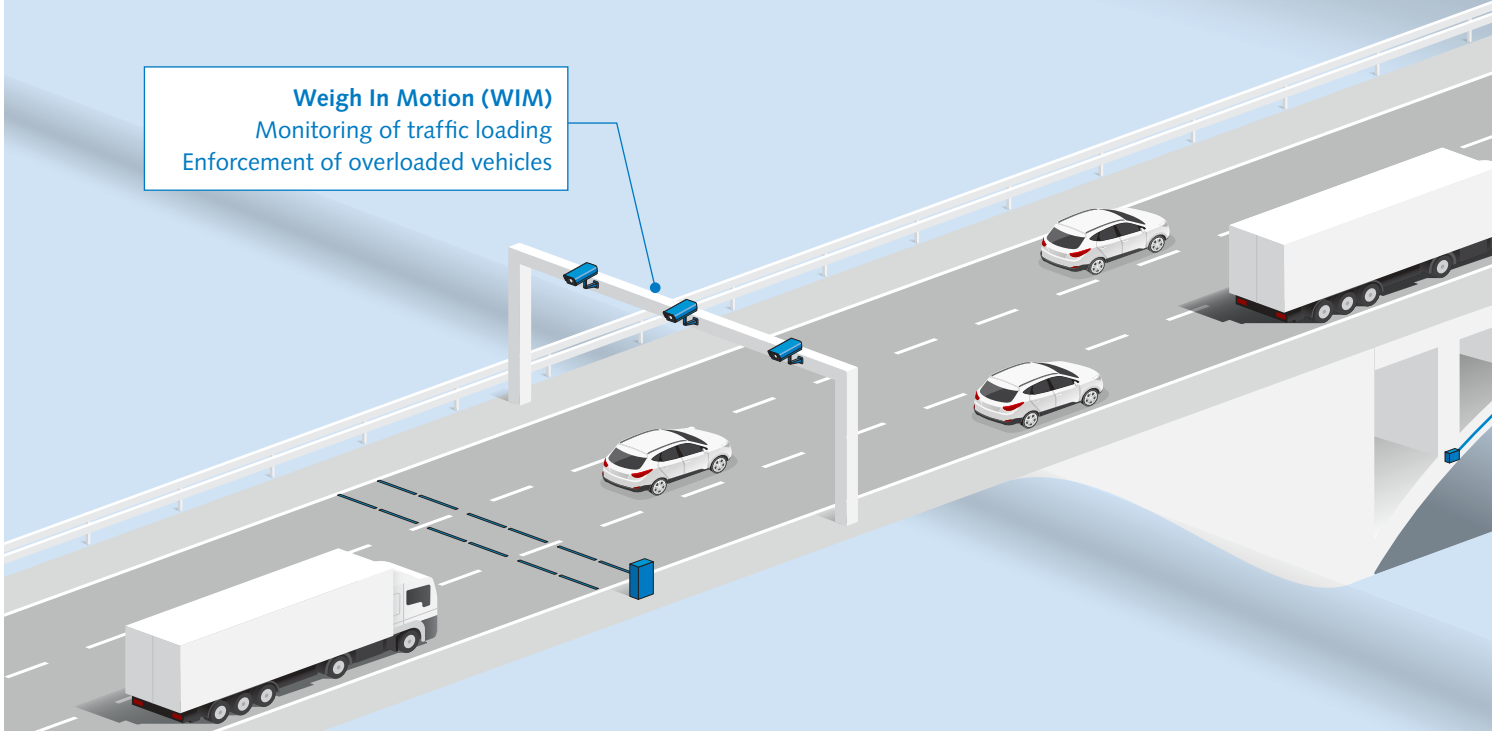 Weigh In Motion (WIM)
Monitoring of traffic loading
Enforcement of overloaded vehicles